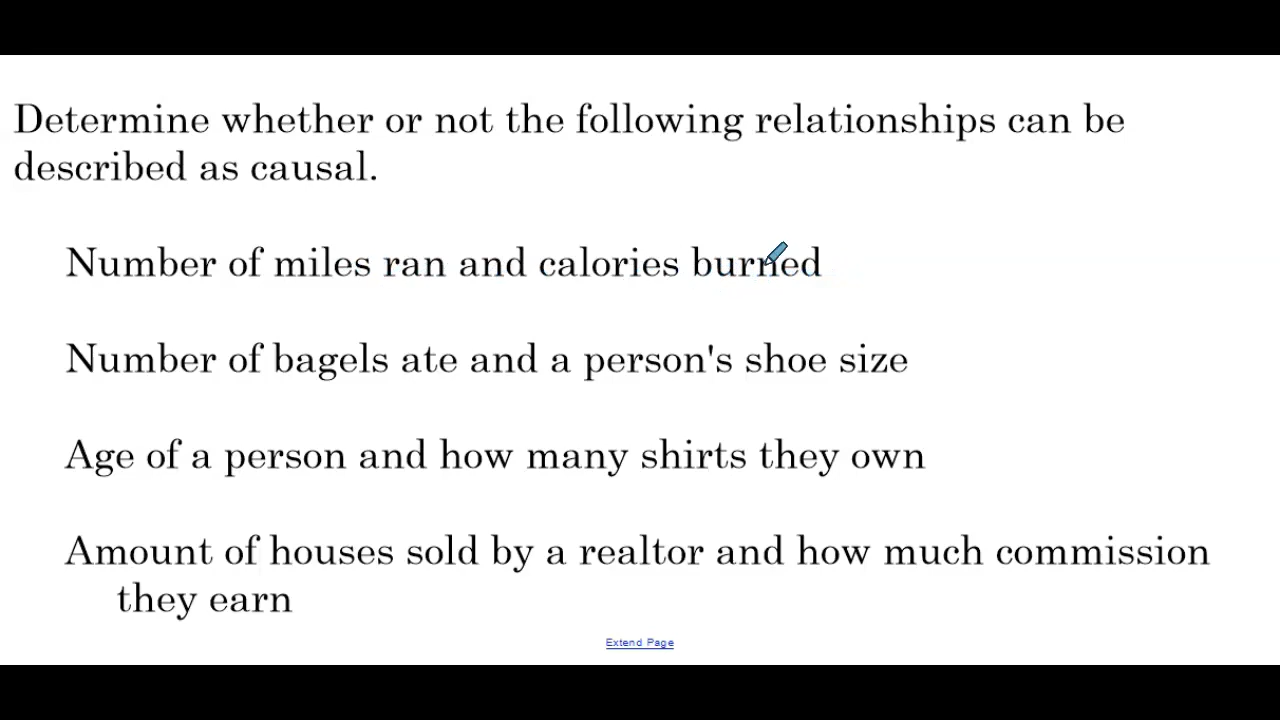 Determine whether or not the following relationships can be
described as causal.
Number of miles ran and calories burned
Number of bagels ate and a person's shoe size
Age of a person and how many shirts they own
Amount of houses sold by a realtor and how much commission
they earn
Extend Page